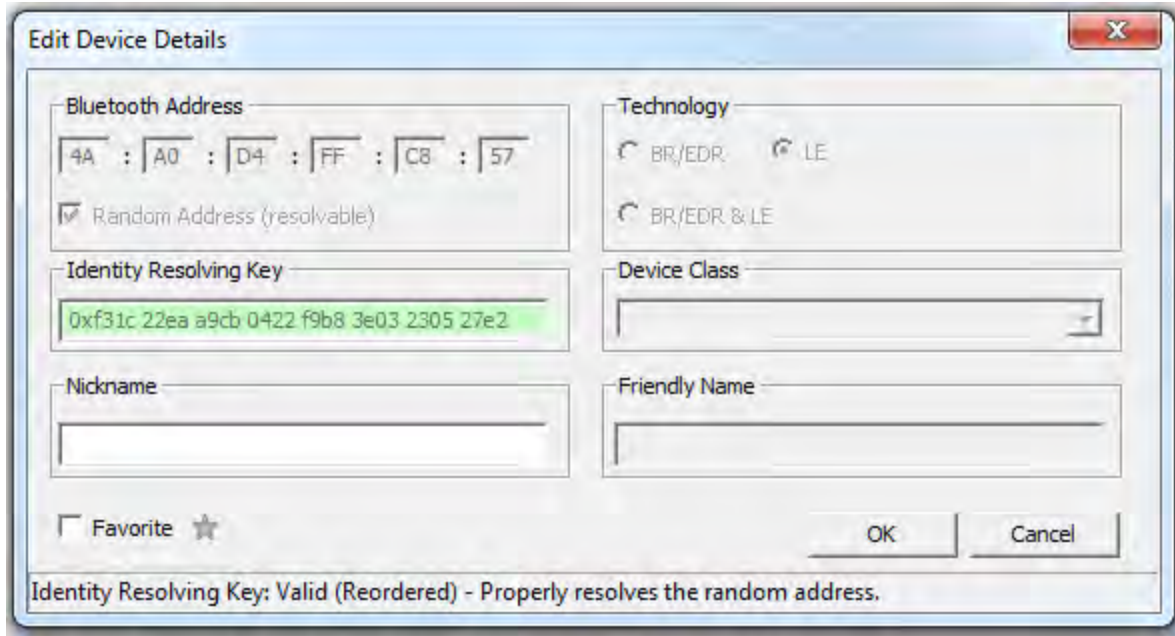 Edit Device Details
Bluetooth Address
4A : A0 : D4 : FF : C8 : 57
Random Address (resolvable)
Technology
BR/EDR LE
BR/EDR & LE
Identity Resolving Key
0xf31c 22ea a9cb 0422 f9b8 3e03 2305 27e2
Device Class
Nickname
Friendly Name
Favorite
OK Cancel
Identity Resolving Key: Valid (Reordered) - Properly resolves the random address.